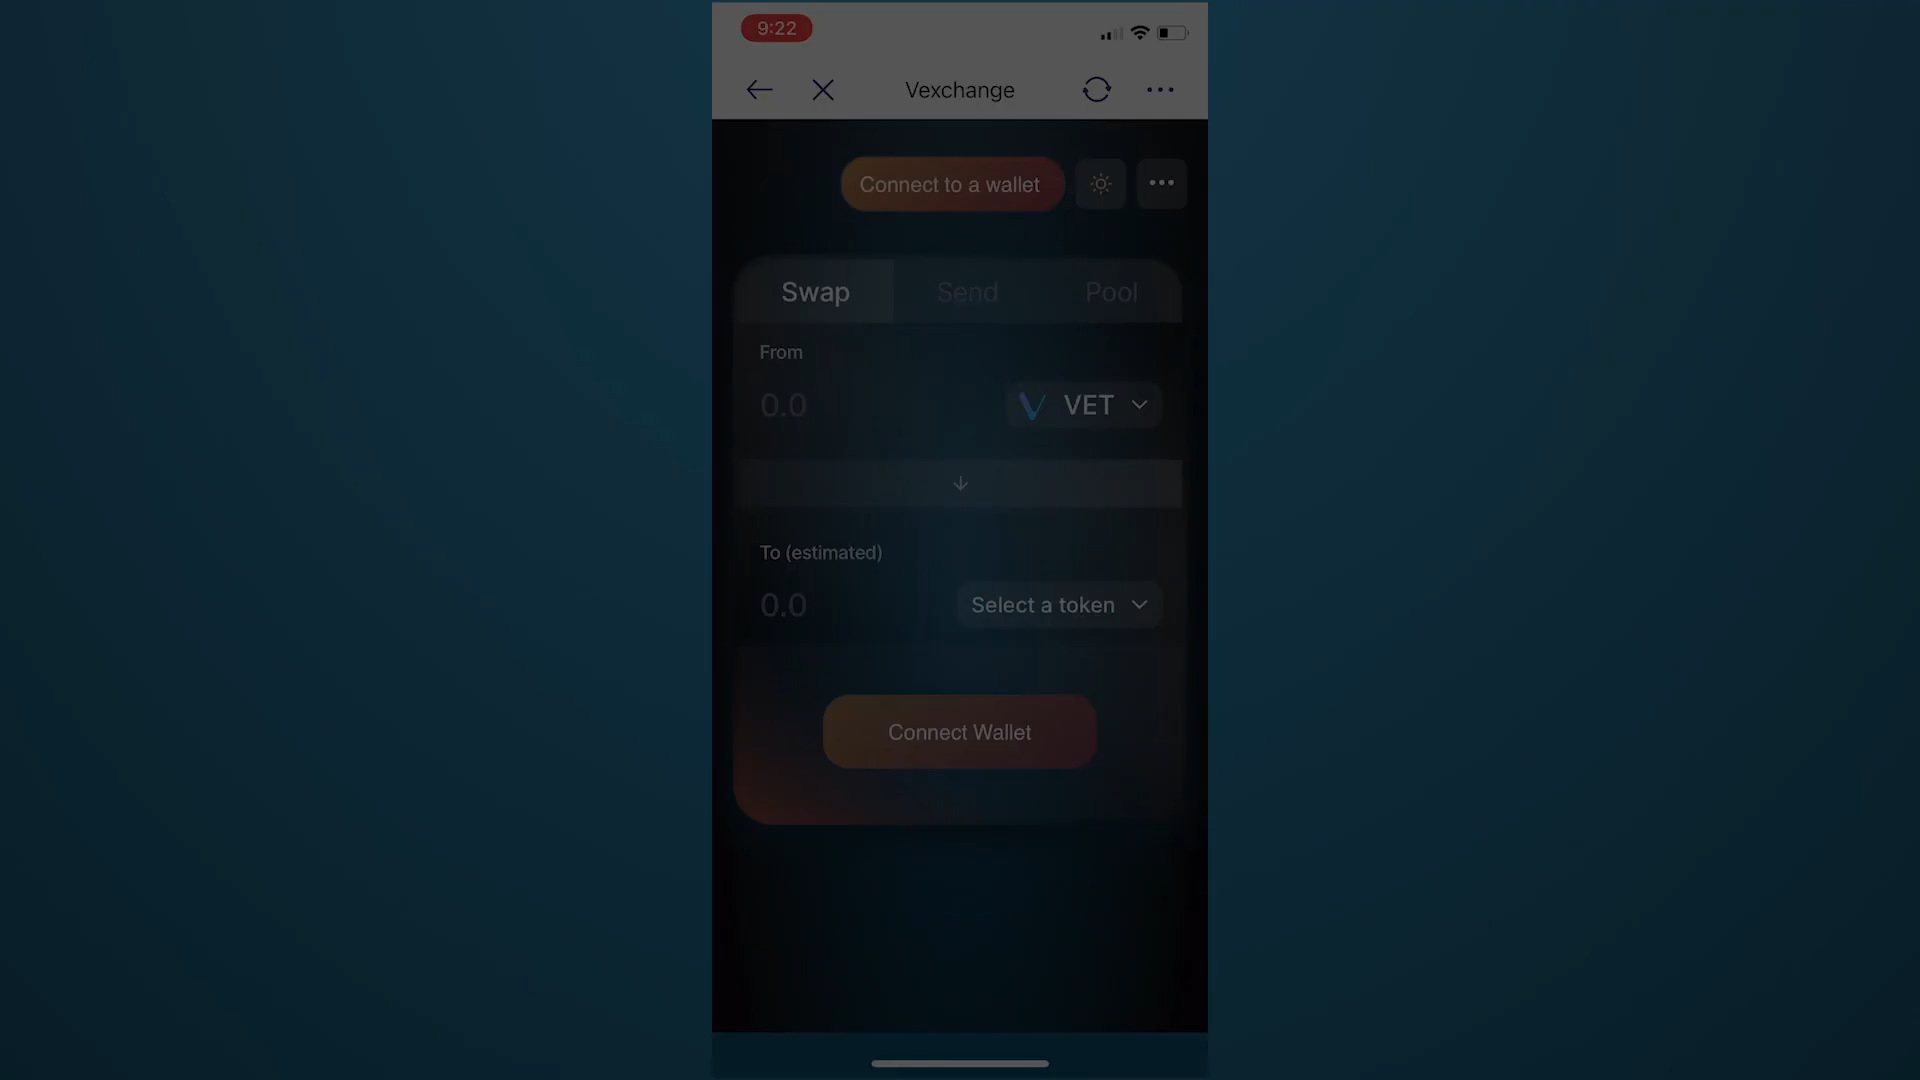 9:22
Vexchange
Connect to a wallet
Swap Send Pool
From
0.0 VET
To (estimated)
0.0 Select a token
Connect Wallet